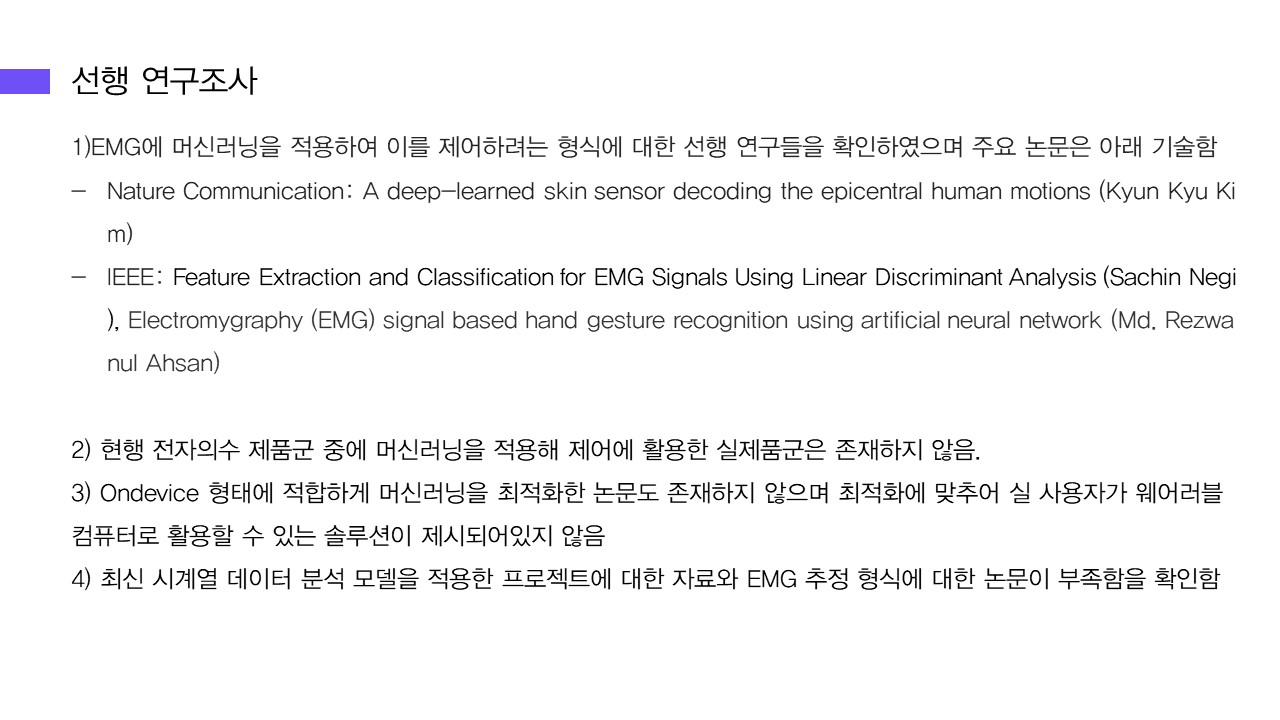 선행 연구조사
1)EMG에 머신러닝을 적용하여 이를 제어하려는 형식에 대한 선행 연구들을 확인하였으며 주요 논문은 아래 기술함
– Nature Communication: A deep-learned skin sensor decoding the epicentral human motions (Kyun Kyu Ki
m)
– IEEE: Feature Extraction and Classification for EMG Signals Using Linear Discriminant Analysis (Sachin Negi
), Electromygraphy (EMG) signal based hand gesture recognition using artificial neural network (Md. Rezwa
nul Ahsan)
2) 현행 전자의수 제품군 중에 머신러닝을 적용해 제어에 활용한 실제품군은 존재하지 않음.
3) Ondevice 형태에 적합하게 머신러닝을 최적화한 논문도 존재하지 않으며 최적화에 맞추어 실 사용자가 웨어러블
컴퓨터로 활용할 수 있는 솔루션이 제시되어있지 않음
4) 최신 시계열 데이터 분석 모델을 적용한 프로젝트에 대한 자료와 EMG 추정 형식에 대한 논문이 부족함을 확인함